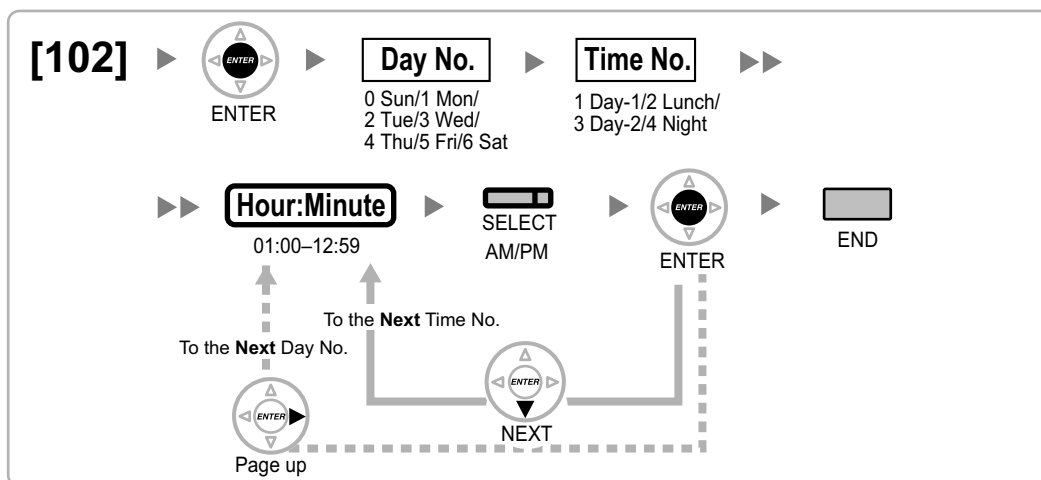 [102]
ENTER
ENTER
Day No.
0 Sun/1 Mon/
2 Tue/3 Wed/
4 Thu/5 Fri/6 Sat
Time No.
1 Day-1/2 Lunch/
3 Day-2/4 Night
Hour:Minute
01:00–12:59
SELECT
AM/PM
ENTER
ENTER
END
To the Next Time No.
To the Next Day No.
ENTER
NEXT
ENTER
Page up